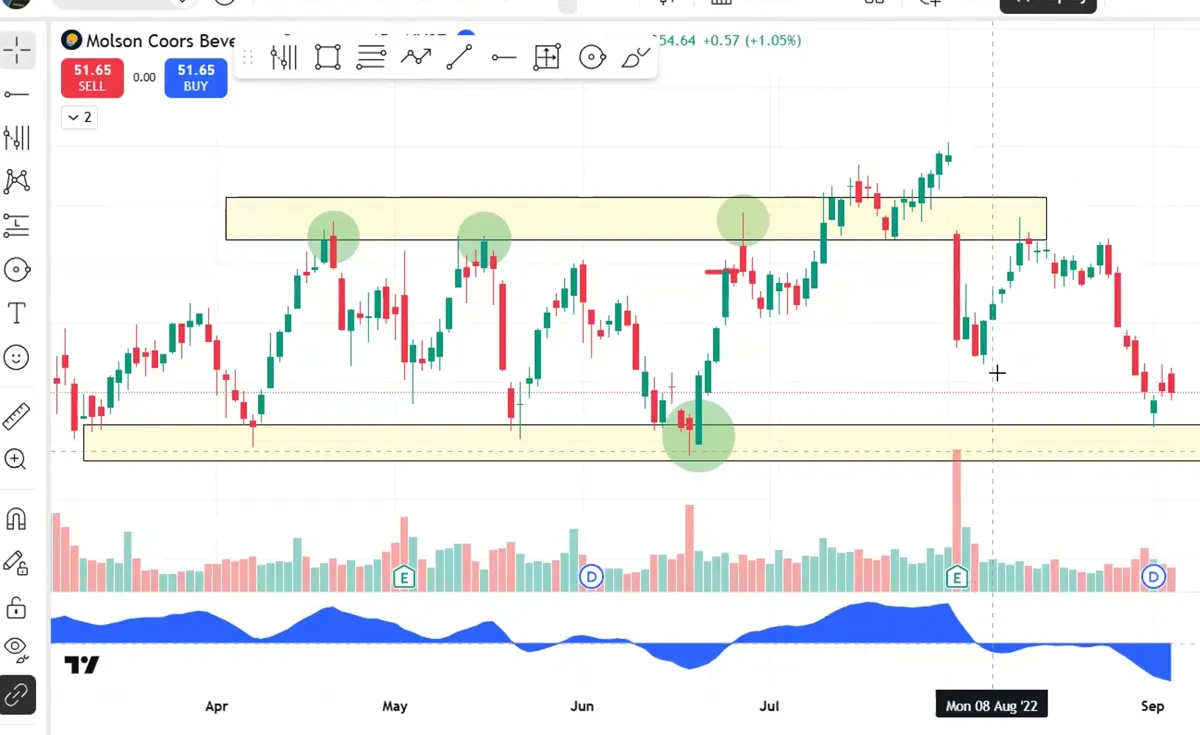 Molson Coors Beve
54.64 +0.57 (+1.05%)
51.65
SELL
0.00
51.65
BUY
2
L
T
E
D
E
D
Apr
May
Jun
Jul
Mon 08 Aug '22
Sep